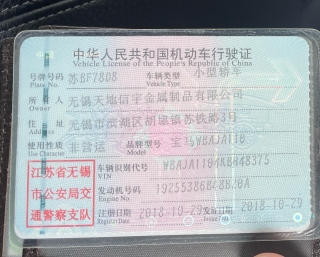 中华人民共和国机动车行驶证
Vehicle License of the People's Republic of China
号牌号码 Plate No. 苏BF7808 车辆类型 Vehicle Type 小型轿车
所有人 Owner 无锡天地信宇金属制品有限公司
住址 Address 无锡市滨湖区胡埭镇苏铁路3号
使用性质 Use Character 非营运 品牌型号 Model 宝马WBAJA110
江苏省无锡
市公安局交
通警察支队
车辆识别代号 VIN
发动机号码 Engine No.
注册日期 Register Date 2018-10-29 发证日期 Issue Date 2018-10-29